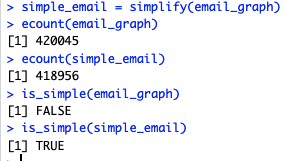 > simple_email = simplify(email_graph)
> ecount(email_graph)
[1] 420045
> ecount(simple_email)
[1] 418956
> is_simple(email_graph)
[1] FALSE
> is_simple(simple_email)
[1] TRUE